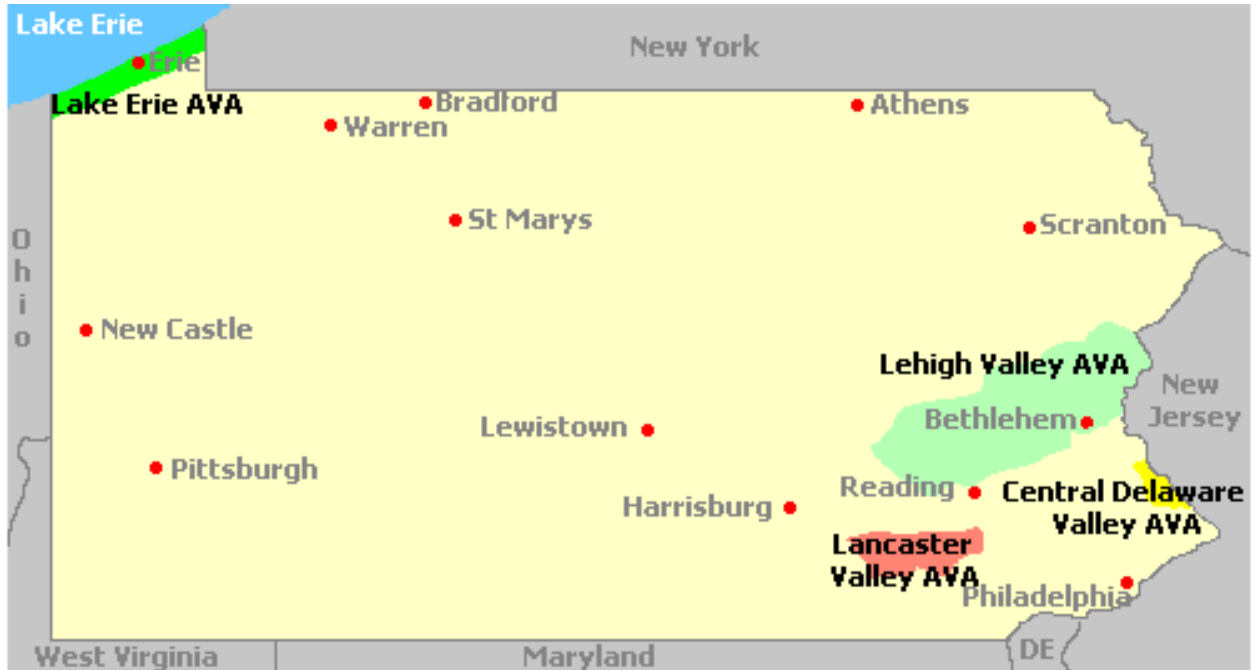 Lake Erie
New York
Erie
Lake Erie AVA
Bradford
Athens
Warren
St Marys
Scranton
Ohio
New Castle
Lehigh Valley AVA
New
Jersey
Bethlehem
Lewistown
Pittsburgh
Reading
Central Delaware
Valley AVA
Harrisburg
Lancaster
Valley AVA
Philadelphia
West Virginia
Maryland
DE